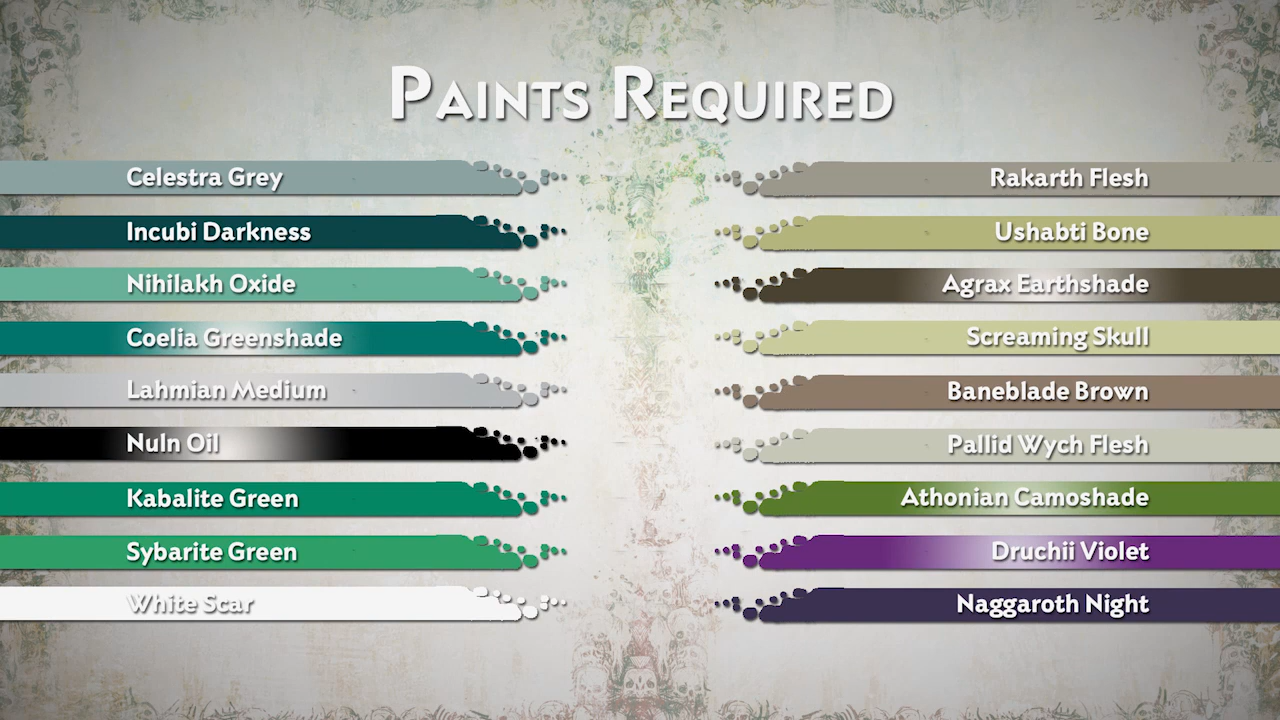 Paints Required
Celestra Grey
Incubi Darkness
Nihilakh Oxide
Coelia Greenshade
Lahmian Medium
Nuln Oil
Kabalite Green
Sybarite Green
White Scar
Rakarth Flesh
Ushabti Bone
Agrax Earthshade
Screaming Skull
Baneblade Brown
Pallid Wych Flesh
Athonian Camoshade
Druchii Violet
Naggaroth Night